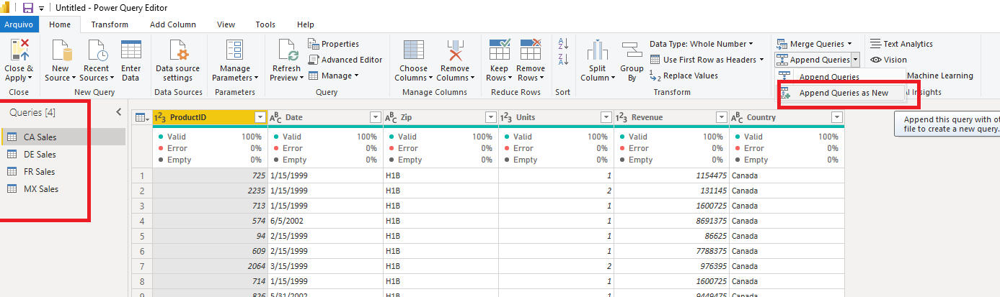 Untitled - Power Query Editor
Arquivo Home Transform Add Column View Tools Help
Close & Apply New Source Recent Sources Enter Data Data source settings Manage Parameters Refresh Preview Properties Advanced Editor Manage Choose Columns Remove Columns Keep Rows Remove Rows Split Column Group By Data Type: Whole Number Use First Row as Headers Replace Values Merge Queries Append Queries Text Analytics Vision
Append Queries Machine Learning
Append Queries as New I Insights
Close New Query Data Sources Parameters Query Manage Columns Reduce Rows Sort Transform
Append this query with ot
file to create a new query.
Queries [4]
CA Sales
DE Sales
FR Sales
MX Sales
123 ProductID ABC Date ABC Zip 123 Units 123 Revenue ABC Country
Valid 100% Valid 100% Valid 100% Valid 100% Valid 100% Valid 100%
Error 0% Error 0% Error 0% Error 0% Error 0% Error 0%
Empty 0% Empty 0% Empty 0% Empty 0% Empty 0% Empty 0%
1 725 1/15/1999 H1B 1 1154475 Canada
2 2235 1/15/1999 H1B 2 131145 Canada
3 713 1/15/1999 H1B 1 1600725 Canada
4 574 6/5/2002 H1B 1 8691375 Canada
5 94 2/15/1999 H1B 1 86625 Canada
6 609 2/15/1999 H1B 1 7788375 Canada
7 2064 3/15/1999 H1B 2 976395 Canada
8 714 1/15/1999 H1B 1 1600725 Canada
9 826 5/31/2002 H1B 1 9449475 Canada